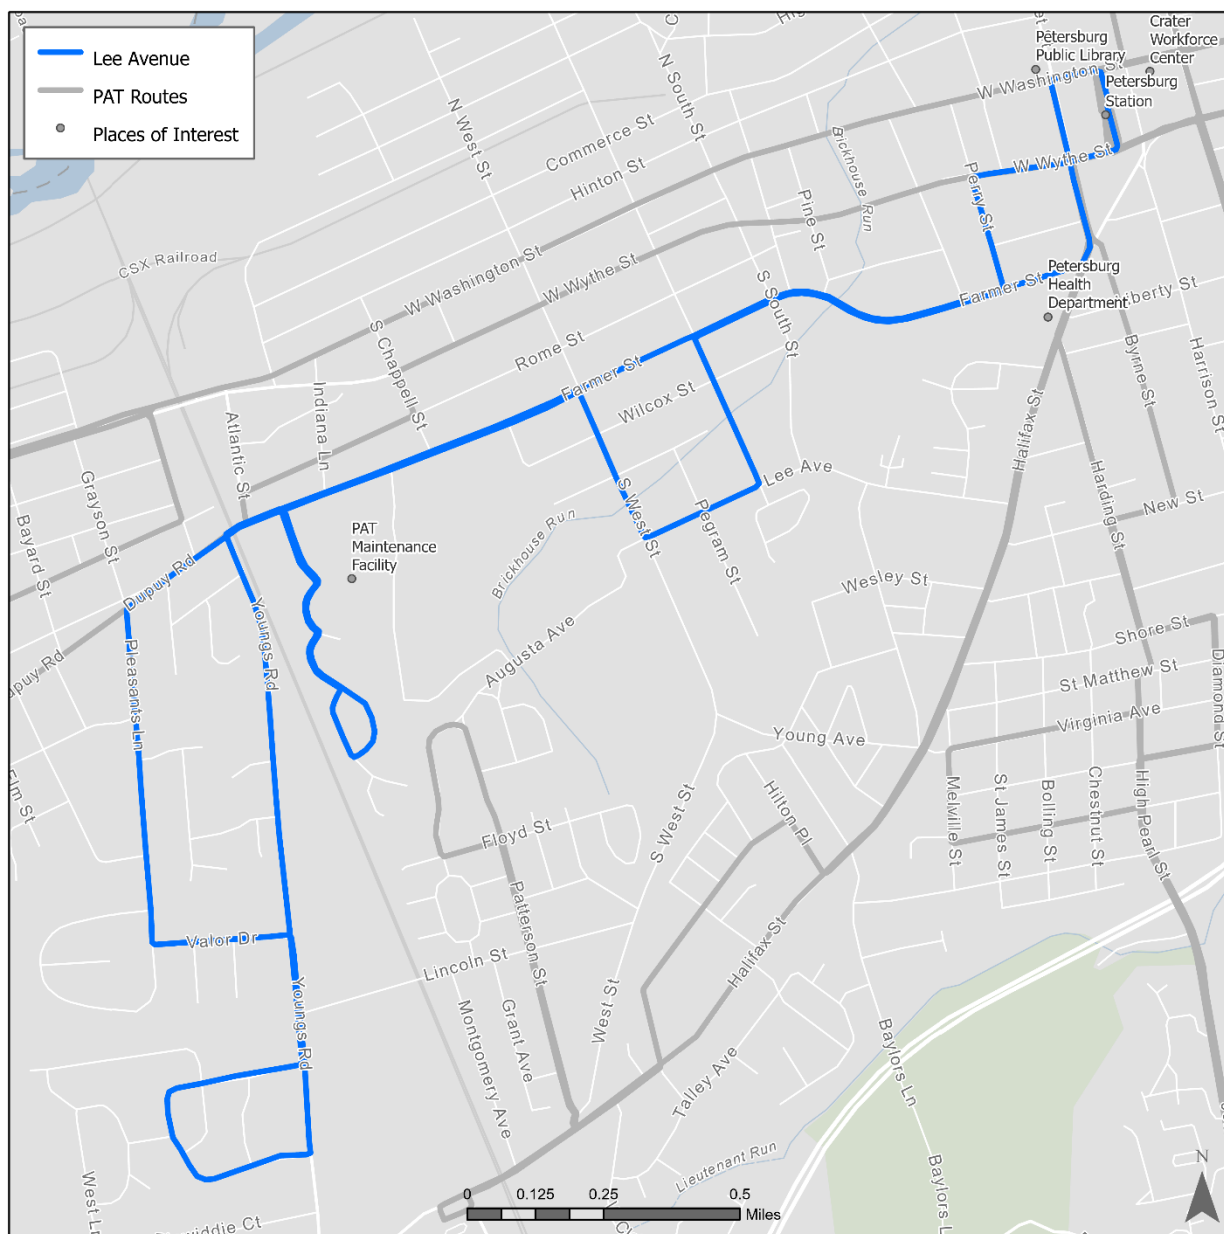 Lee Avenue
PAT Routes
Places of Interest
Petersburg
Public Library
Crater
Workforce
Center
Petersburg
Station
W Washington St
W Wythe St
Perry St
Farmer St
Petersburg
Health
Department
Liberty St
Harrison St
Byrne St
Halifax St
Harding St
New St
N South St
N West St
Commerce St
Hinton St
Brickhouse Run
Pine St
S South St
CSX Railroad
W Washington St
W Wythe St
Rome St
Farmer St
S Chappell St
Indiana Ln
Atlantic St
Wilcox St
Lee Ave
S West St
Pegram St
Grayson St
Bayard St
PAT
Maintenance
Facility
Brickhouse Run
Augusta Ave
Wesley St
Shore St
St Matthew St
Virginia Ave
Diamond St
Dupuy Rd
upuy Rd
Youngs Rd
Pleasants Ln
Elm St
Young Ave
Hilton Pl
Melville St
St James St
Bolling St
Chestnut St
High Pearl St
S West St
Floyd St
Patterson St
Valor Dr
Lincoln St
Halifax St
Youngs Rd
Montgomery Ave
Grant Ave
West St
Talley Ave
Baylors Ln
Lieutenant Run
West Ln
widdie Ct
0
0.125
0.25
0.5
Miles
N